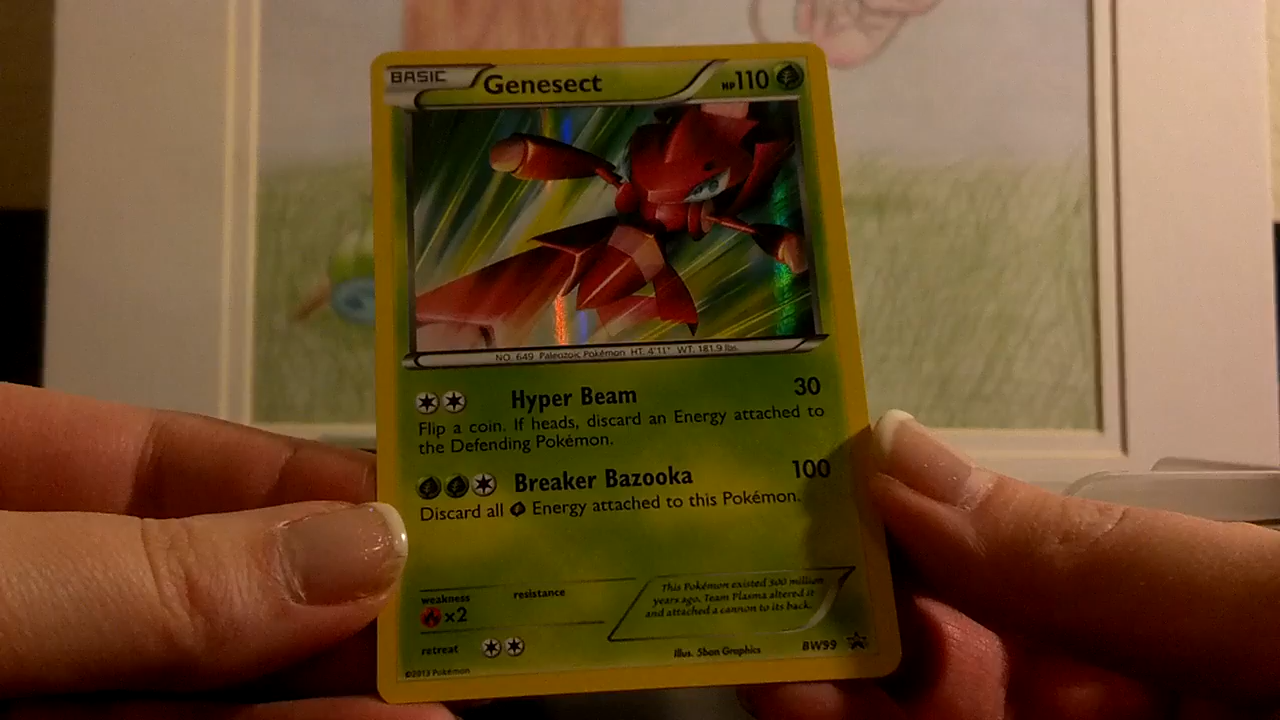 BASIC Genesect HP110
NO. 649 Paleozoic Pokémon HT. 4'11" WT. 181.9 lbs.
Hyper Beam 30
Flip a coin. If heads, discard an Energy attached to
the Defending Pokémon.
Breaker Bazooka 100
Discard all Energy attached to this Pokémon.
weakness resistance
×2
This Pokémon existed 300 million
years ago. Team Plasma altered it
and attached a cannon to its back.
retreat
Illus. 5ban Graphics BW99
©2013 Pokémon